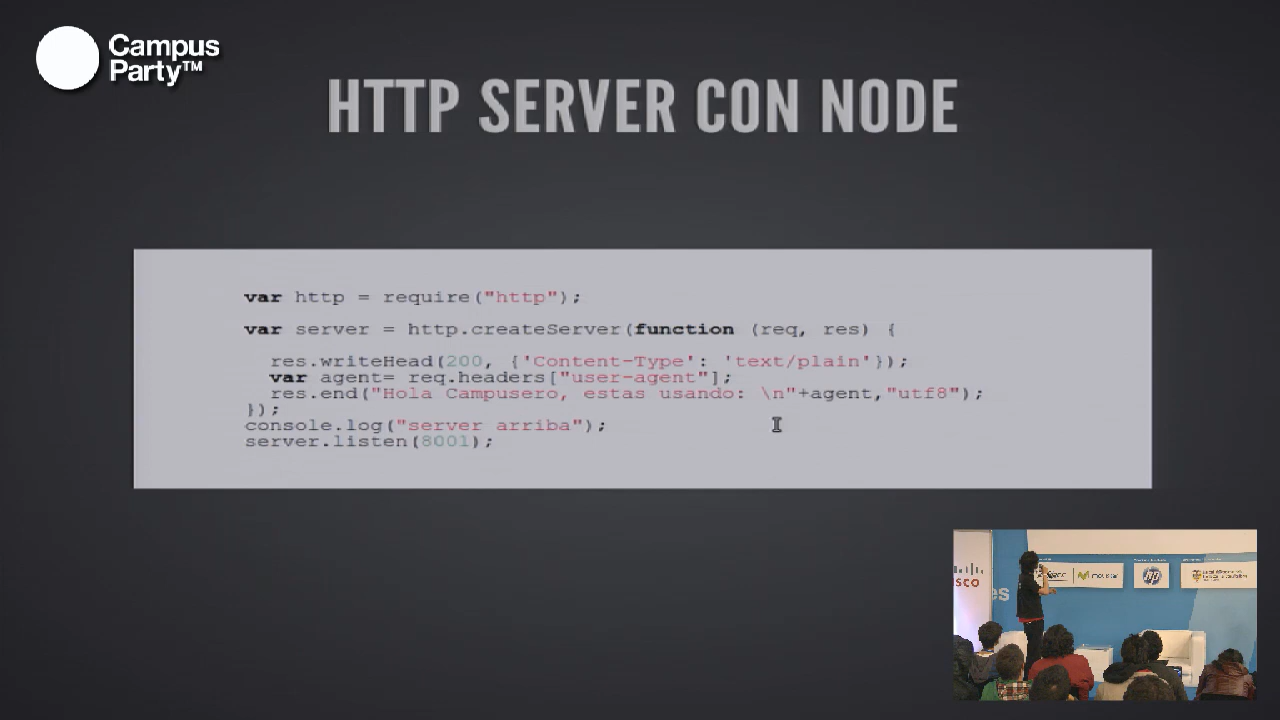 Campus
Party™
HTTP SERVER CON NODE
var http = require("http");
var server = http.createServer(function (req, res) {
res.writeHead(200, {'Content-Type': 'text/plain'});
var agent= req.headers["user-agent"];
res.end("Hola Campusero, estas usando: \n"+agent,"utf8");
});
console.log("server arriba");
server.listen(8001);
movistar
hp